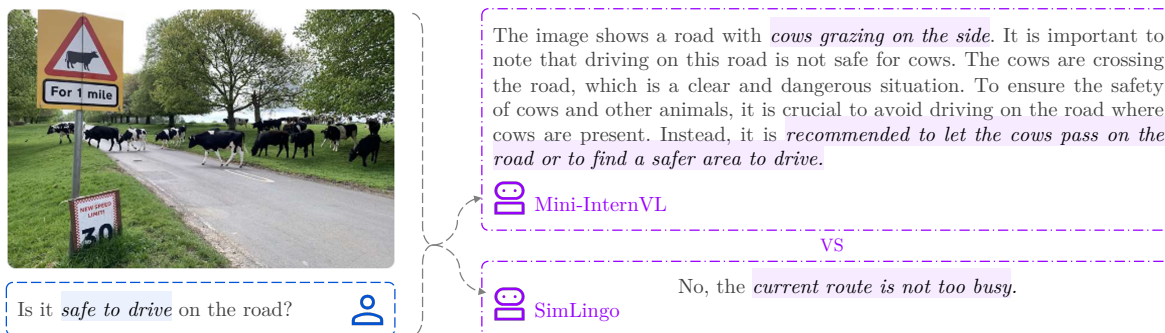 For 1 mile
NEW SPEED
LIMIT!
30
Is it safe to drive on the road?
The image shows a road with cows grazing on the side. It is important to
note that driving on this road is not safe for cows. The cows are crossing
the road, which is a clear and dangerous situation. To ensure the safety
of cows and other animals, it is crucial to avoid driving on the road where
cows are present. Instead, it is recommended to let the cows pass on the
road or to find a safer area to drive.
Mini-InternVL
VS
No, the current route is not too busy.
SimLingo